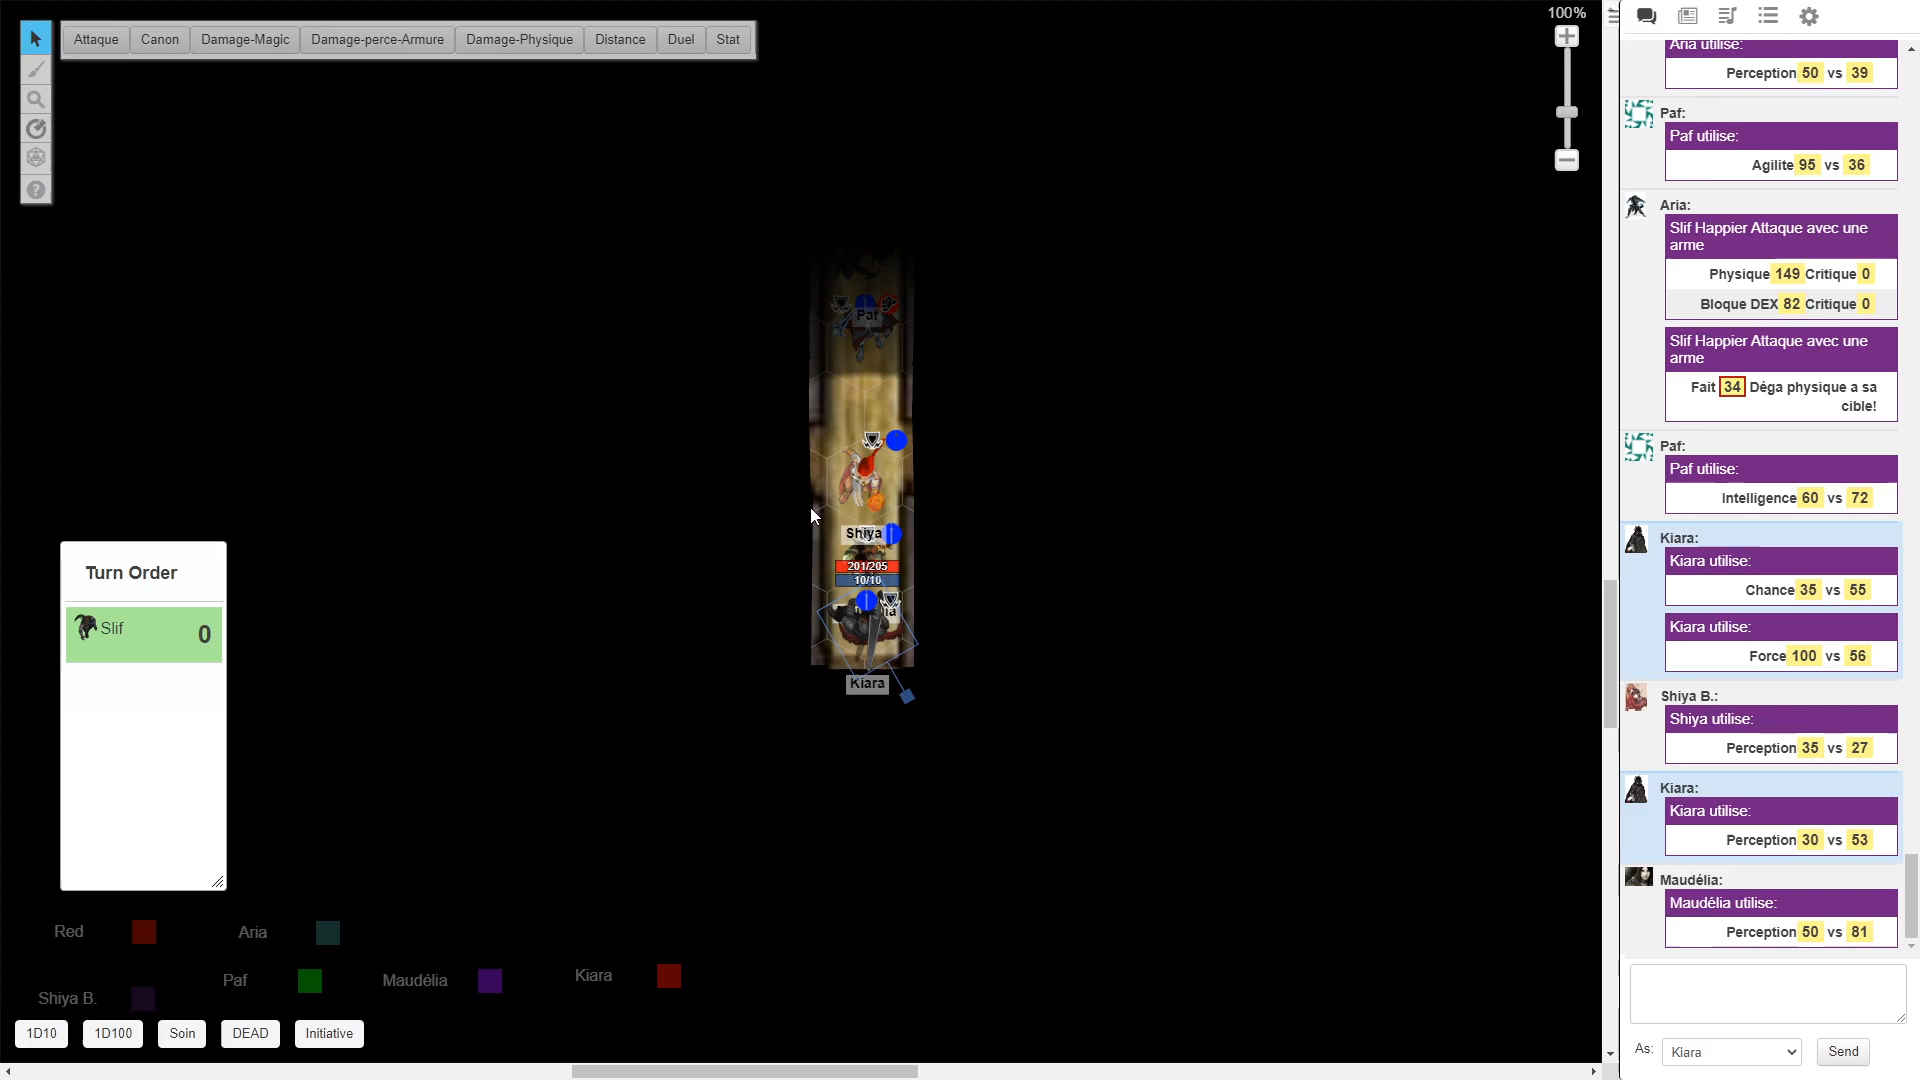 Attaque Canon Damage-Magic Damage-perce-Armure Damage-Physique Distance Duel Stat
100%
Paf
Shiya
201/205
10/10
Kiara
Turn Order
Slif 0
Red
Aria
Paf
Maudélia
Kiara
Shiya B.
1D10 1D100 Soin DEAD Initiative
Aria utilise:
Perception 50 vs 39
Paf:
Paf utilise:
Agilite 95 vs 36
Aria:
Slif Happier Attaque avec une
arme
Physique 149 Critique 0
Bloque DEX 82 Critique 0
Slif Happier Attaque avec une
arme
Fait 34 Déga physique a sa
cible!
Paf:
Paf utilise:
Intelligence 60 vs 72
Kiara:
Kiara utilise:
Chance 35 vs 55
Kiara utilise:
Force 100 vs 56
Shiya B.:
Shiya utilise:
Perception 35 vs 27
Kiara:
Kiara utilise:
Perception 30 vs 53
Maudélia:
Maudélia utilise:
Perception 50 vs 81
As: Kiara Send